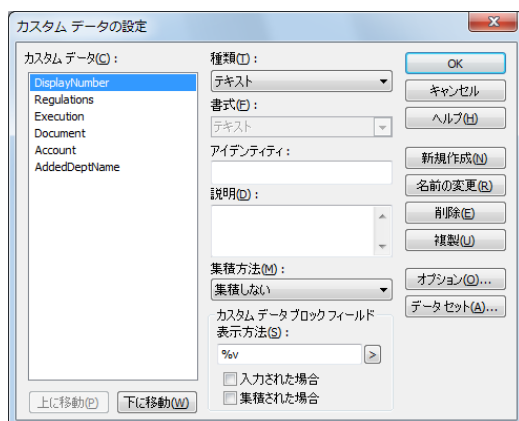 カスタム データの設定
カスタム データ(C)：
DisplayNumber
Regulations
Execution
Document
Account
AddedDeptName
上に移動(P)
下に移動(W)
種類(T)：
テキスト
書式(F)：
テキスト
アイデンティティ：
説明(D)：
集積方法(M)：
集積しない
カスタム データ ブロック フィールド
表示方法(S)：
%v
>
入力された場合
集積された場合
OK
キャンセル
ヘルプ(H)
新規作成(N)
名前の変更(R)
削除(E)
複製(U)
オプション(O)...
データ セット(A)...